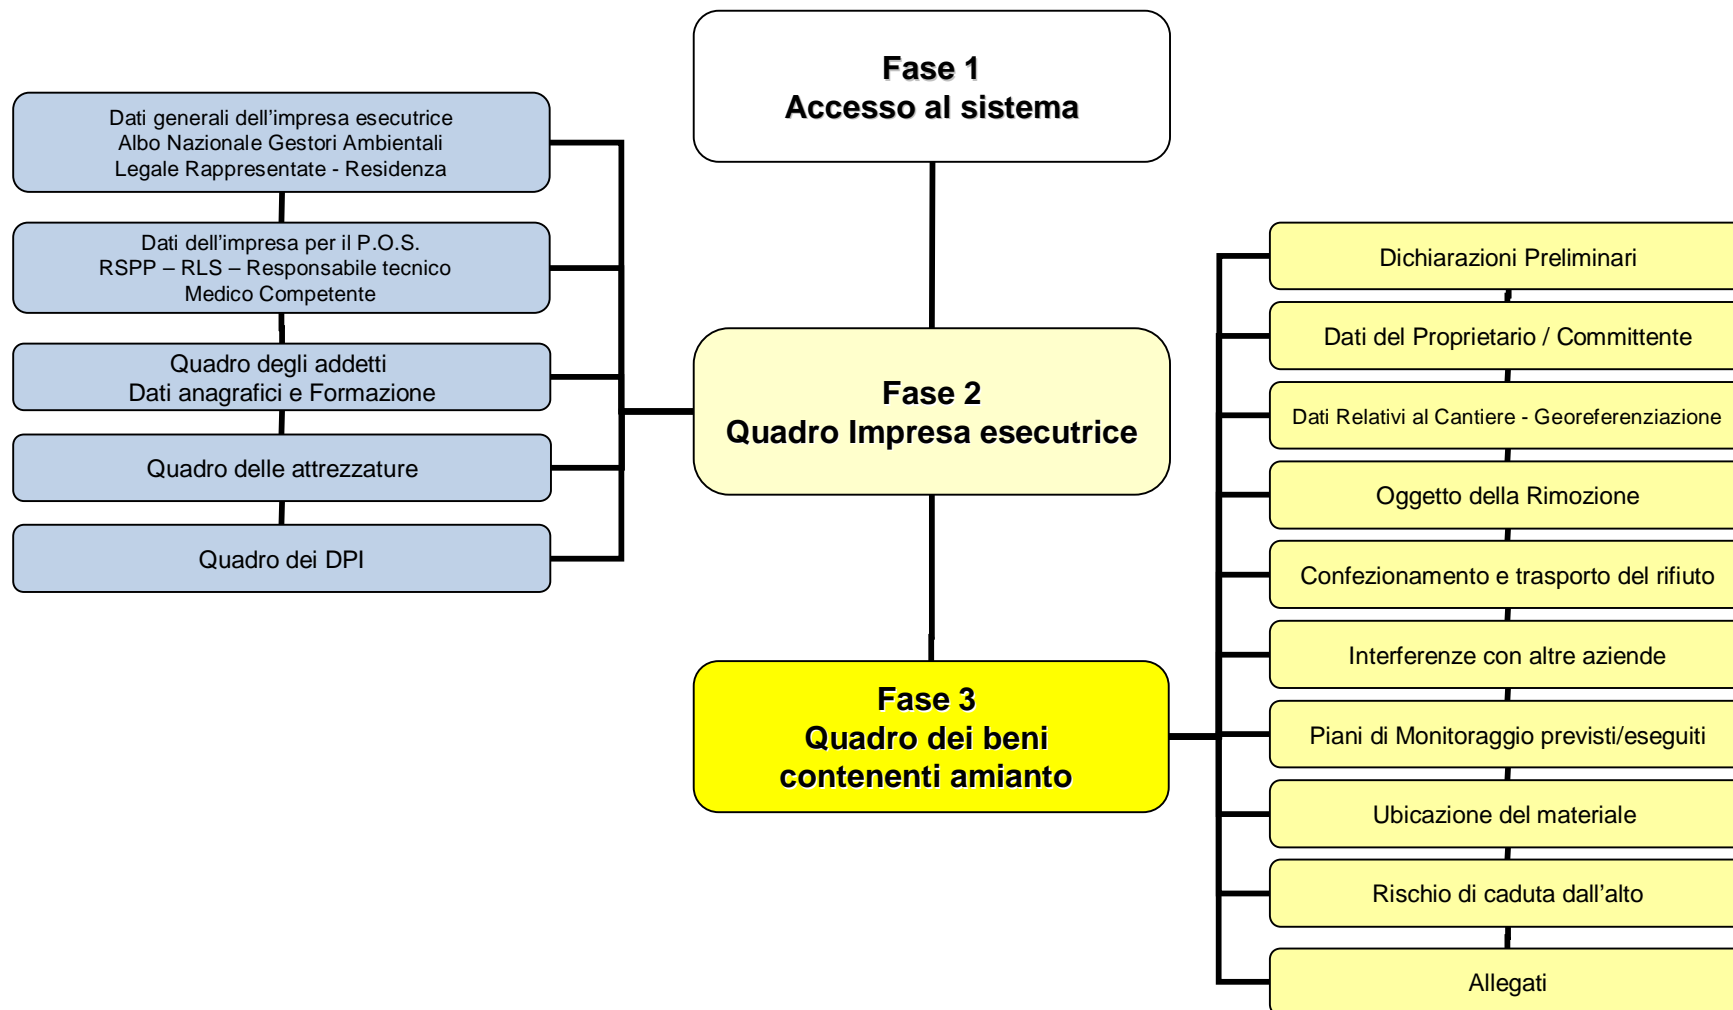 Fase 1
Accesso al sistema
Dati generali dell'impesa esecutrice
Albo Nazionale Gestori Ambientali
Legale Rappresentate - Residenza
Dati dell'impresa per il P.O.S.
RSPP – RLS – Responsabile tecnico
Medico Competente
Quadro degli addetti
Dati anagrafici e Formazione
Quadro delle attrezzature
Quadro dei DPI
Fase 2
Quadro Impresa esecutrice
Fase 3
Quadro dei beni
contenenti amianto
Dichiarazioni Preliminari
Dati del Proprietario / Committente
Dati Relativi al Cantiere - Georeferenziazione
Oggetto della Rimozione
Confezionamento e trasporto del rifiuto
Interferenze con altre aziende
Piani di Monitoraggio previsti/eseguiti
Ubicazione del materiale
Rischio di caduta dall'alto
Allegati